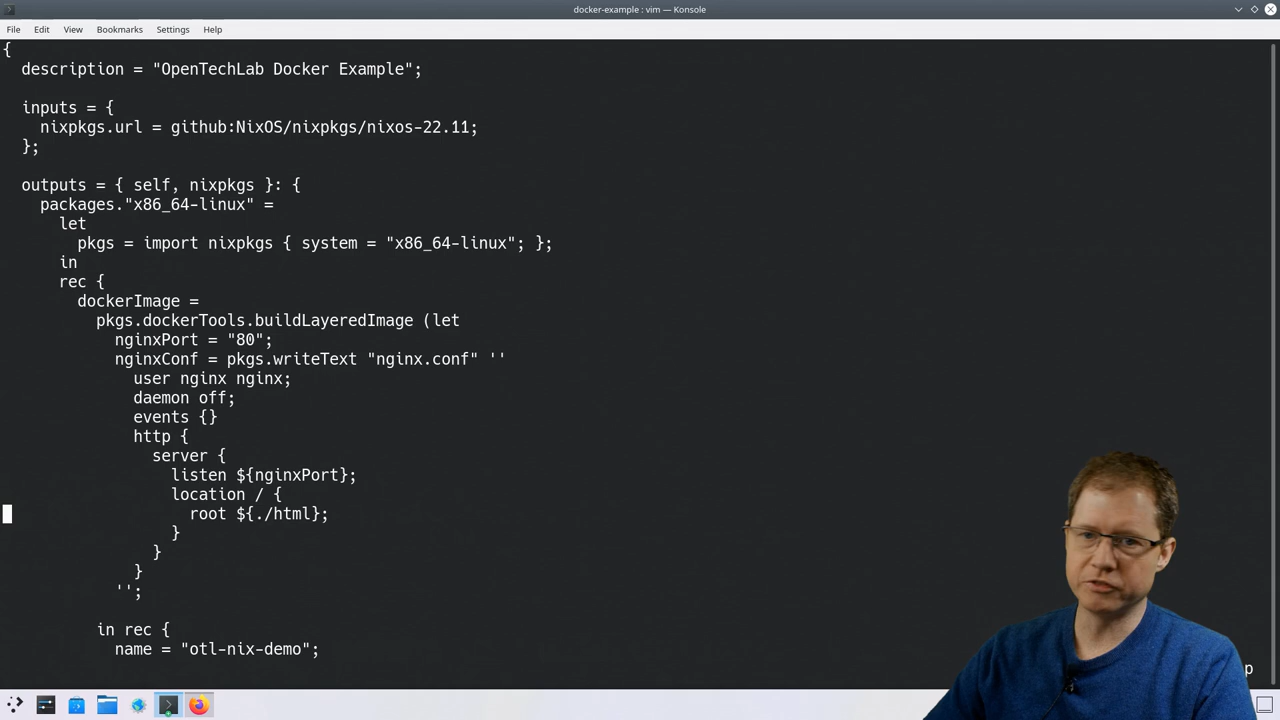 docker-example : vim — Konsole
File Edit View Bookmarks Settings Help
{
  description = "OpenTechLab Docker Example";

  inputs = {
    nixpkgs.url = github:NixOS/nixpkgs/nixos-22.11;
  };

  outputs = { self, nixpkgs }: {
    packages."x86_64-linux" =
      let
        pkgs = import nixpkgs { system = "x86_64-linux"; };
      in
      rec {
        dockerImage =
          pkgs.dockerTools.buildLayeredImage (let
            nginxPort = "80";
            nginxConf = pkgs.writeText "nginx.conf" ''
              user nginx nginx;
              daemon off;
              events {}
              http {
                server {
                  listen ${nginxPort};
                  location / {
                    root ${./html};
                  }
                }
              }
            '';

          in rec {
            name = "otl-nix-demo";